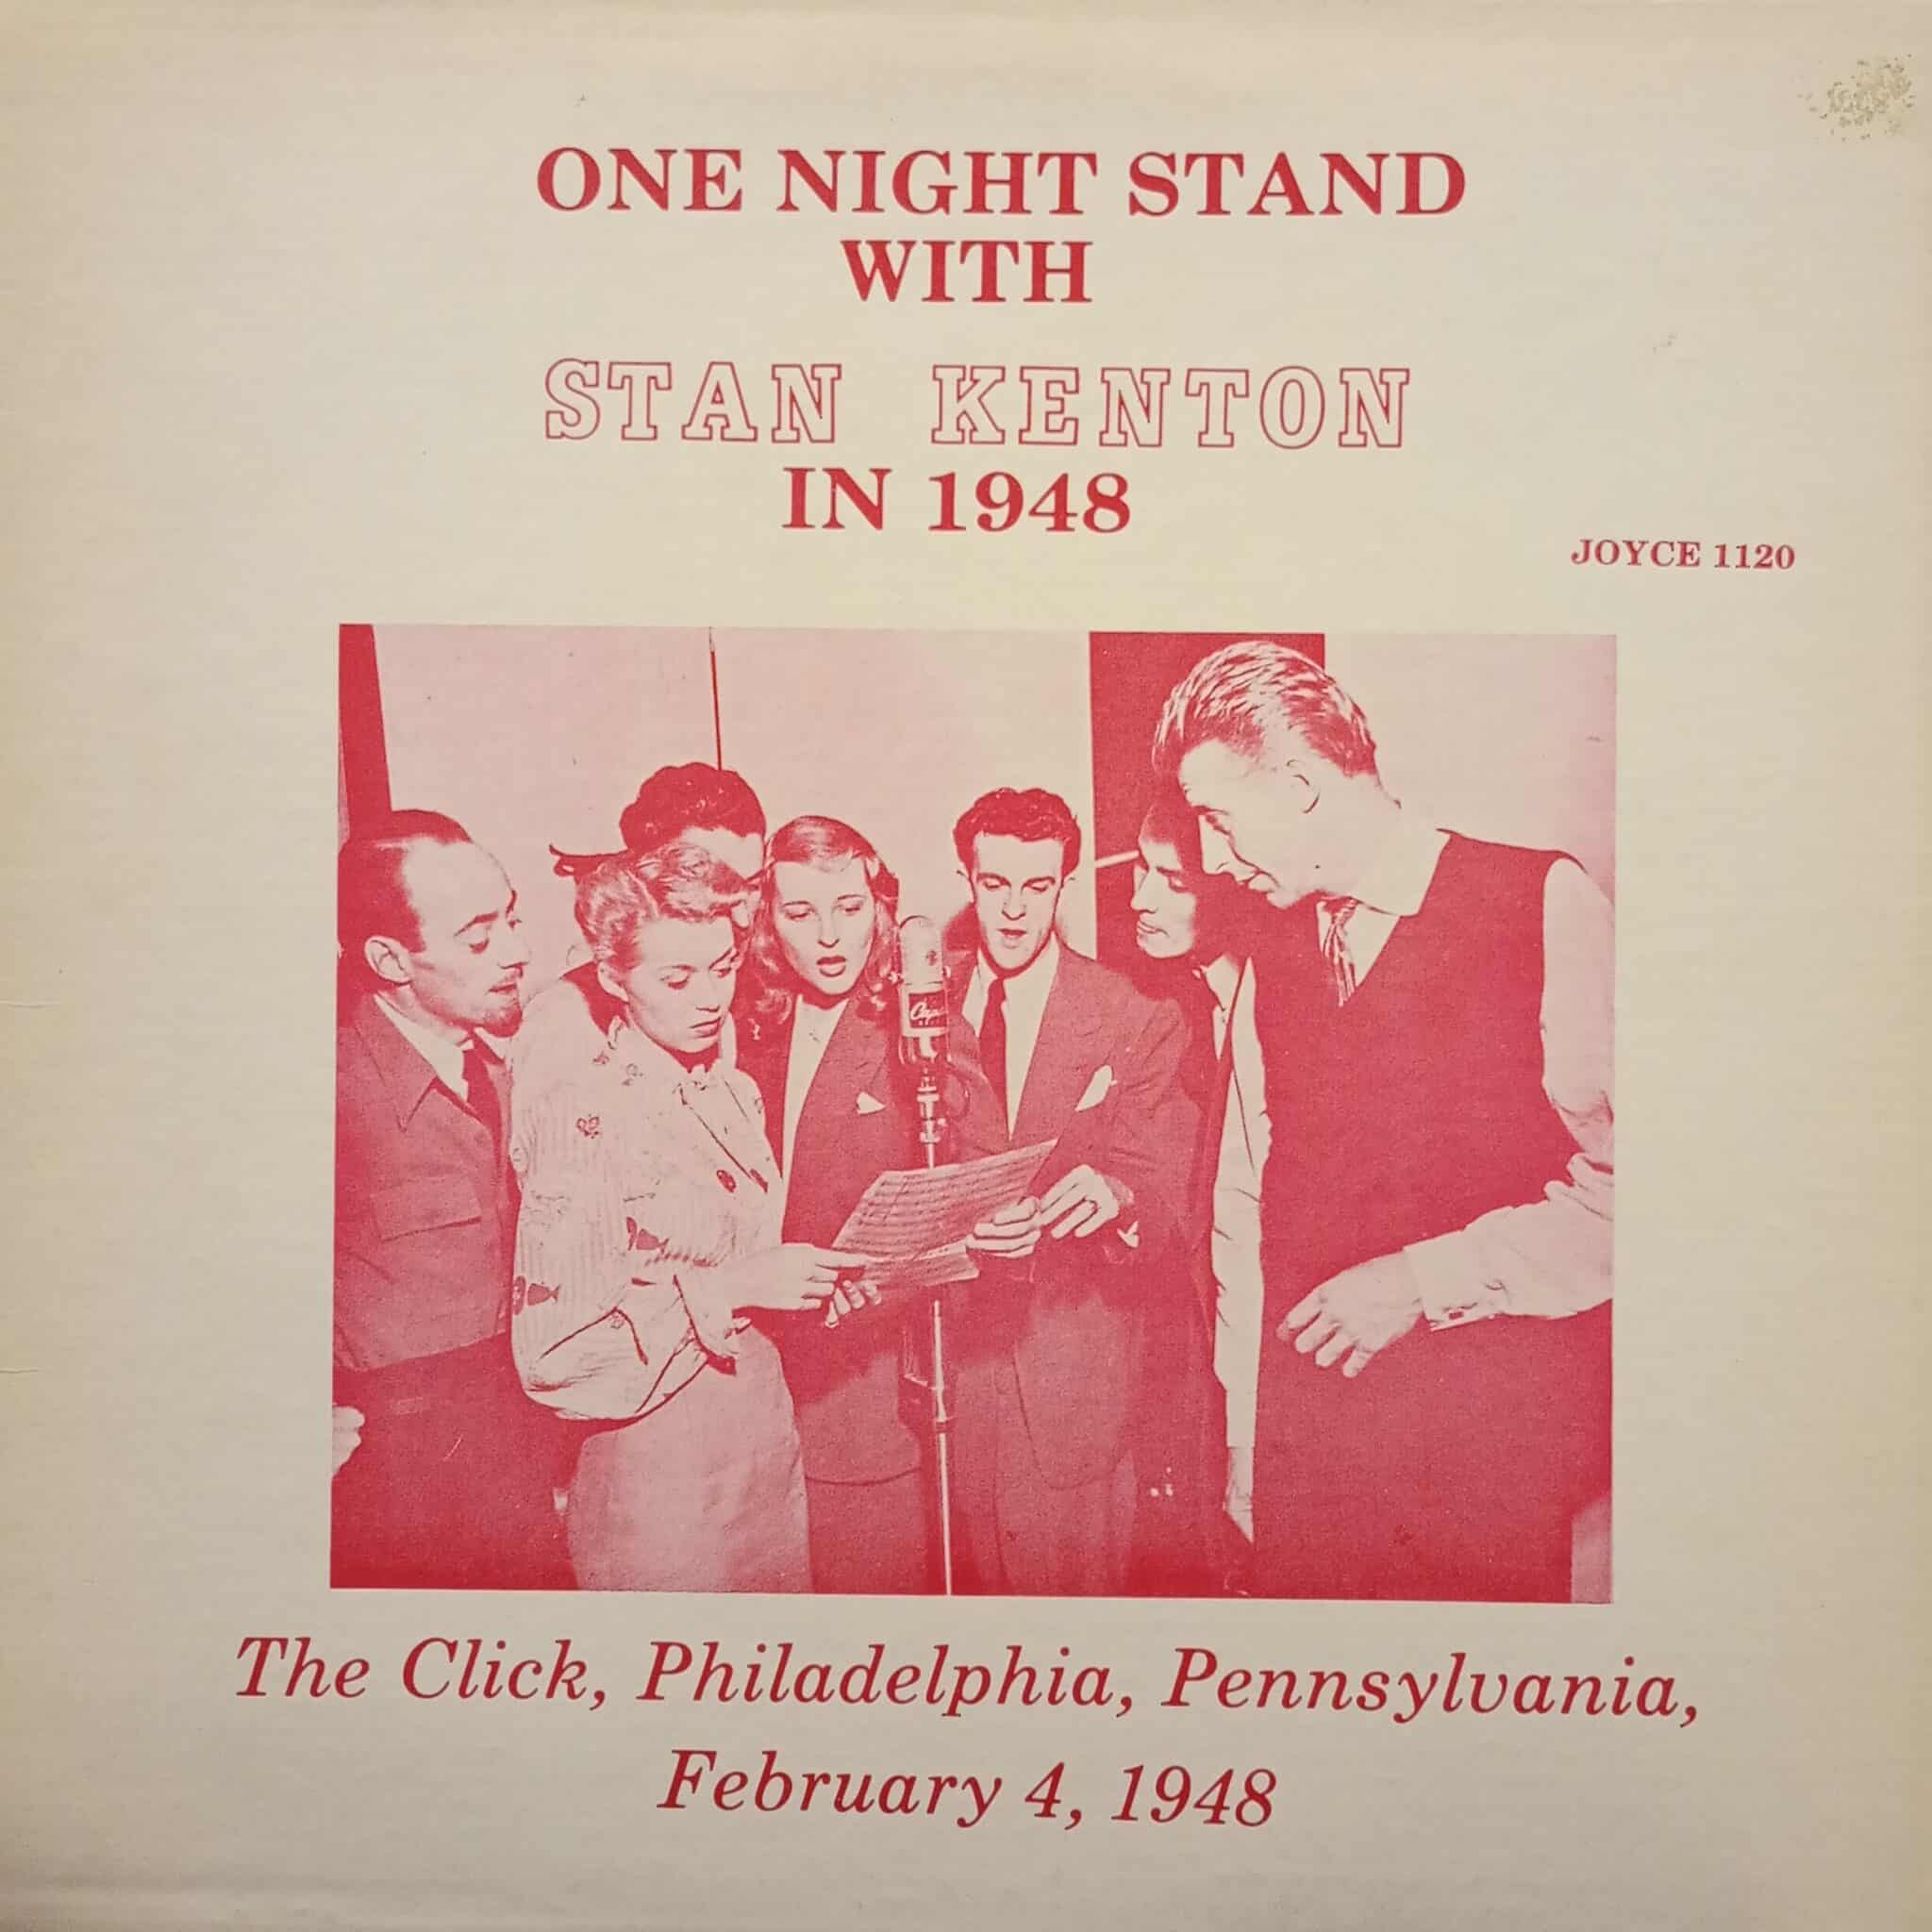 ONE NIGHT STAND
WITH
STAN KENTON
IN 1948
JOYCE 1120
The Click, Philadelphia, Pennsylvania,
February 4, 1948